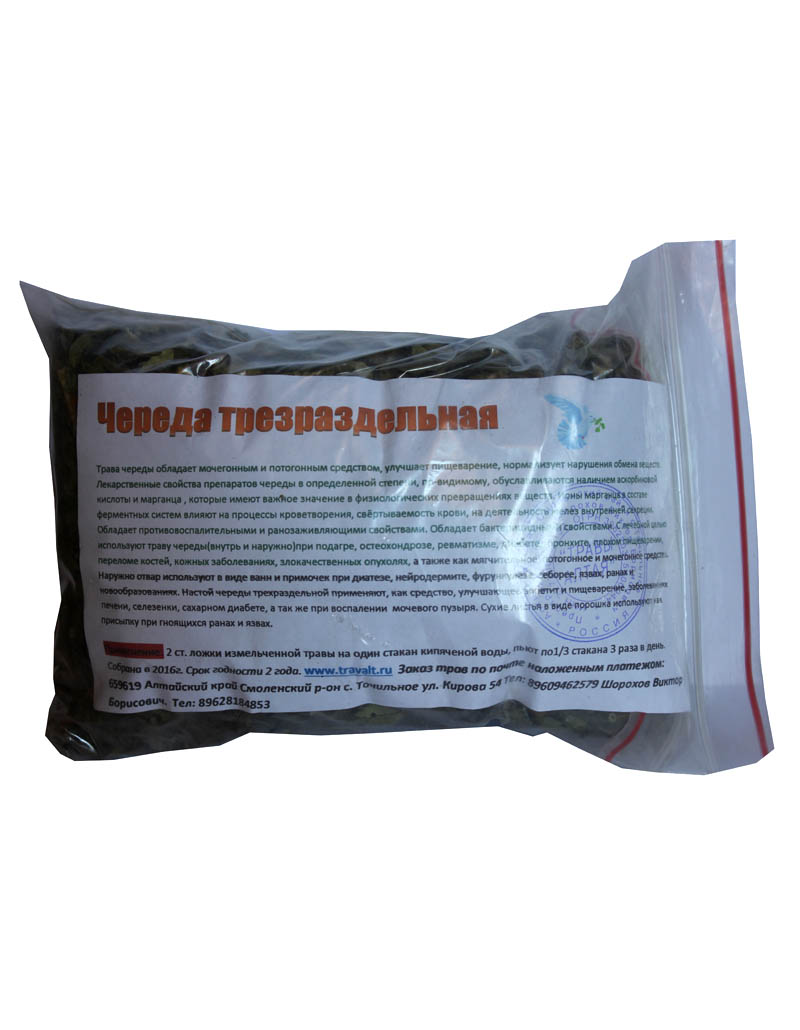 Череда трезраздельная
Трава череды обладает мочегонным и потогонным средством, улучшает пищеварение, нормализует нарушения обмена веществ.
Лекарственные свойства препаратов череды в определенной степени, по-видимому, обуславливаются наличием аскорбиновой
кислоты и марганца , которые имеют важное значение в физиологических превращениях веществ. Ионы марганца в составе
ферментных систем влияют на процессы кроветворения, свёртываемость крови, на деятельность желез внутренней секреции.
Обладает противовоспалительными и ранозаживляющими свойствами. Обладает бактерицидными свойствами. С лечебной целью
используют траву череды(внутрь и наружно)при подагре, остеохондрозе, ревматизме, бронхите, плохом пищеварении,
переломе костей, кожных заболеваниях, злокачественных опухолях, а также как мягчительное, потогонное и мочегонное средство.
Наружно отвар используют в виде ванн и примочек при диатезе, нейродермите, фурункулезе, себорее, язвах, ранах и
новообразованиях. Настой череды трехраздельной применяют, как средство, улучшающее аппетит и пищеварение, заболеваниях
печени, селезенки, сахарном диабете, а так же при воспалении мочевого пузыря. Сухие листья в виде порошка используют как
присыпку при гноящихся ранах и язвах.
Применение: 2 ст. ложки измельченной травы на один стакан кипяченой воды, пьют по1/3 стакана 3 раза в день.
Собрана в 2016г. Срок годности 2 года. www.travalt.ru Заказ трав по почте наложенным платежом:
659619 Алтайский край Смоленский р-он с. Точильное ул. Кирова 54 Тел: 89609462579 Шорохов Виктор
Борисович. Тел: 89628184853
ТРАВЫ
АЛТАЯ
РОССИЯ